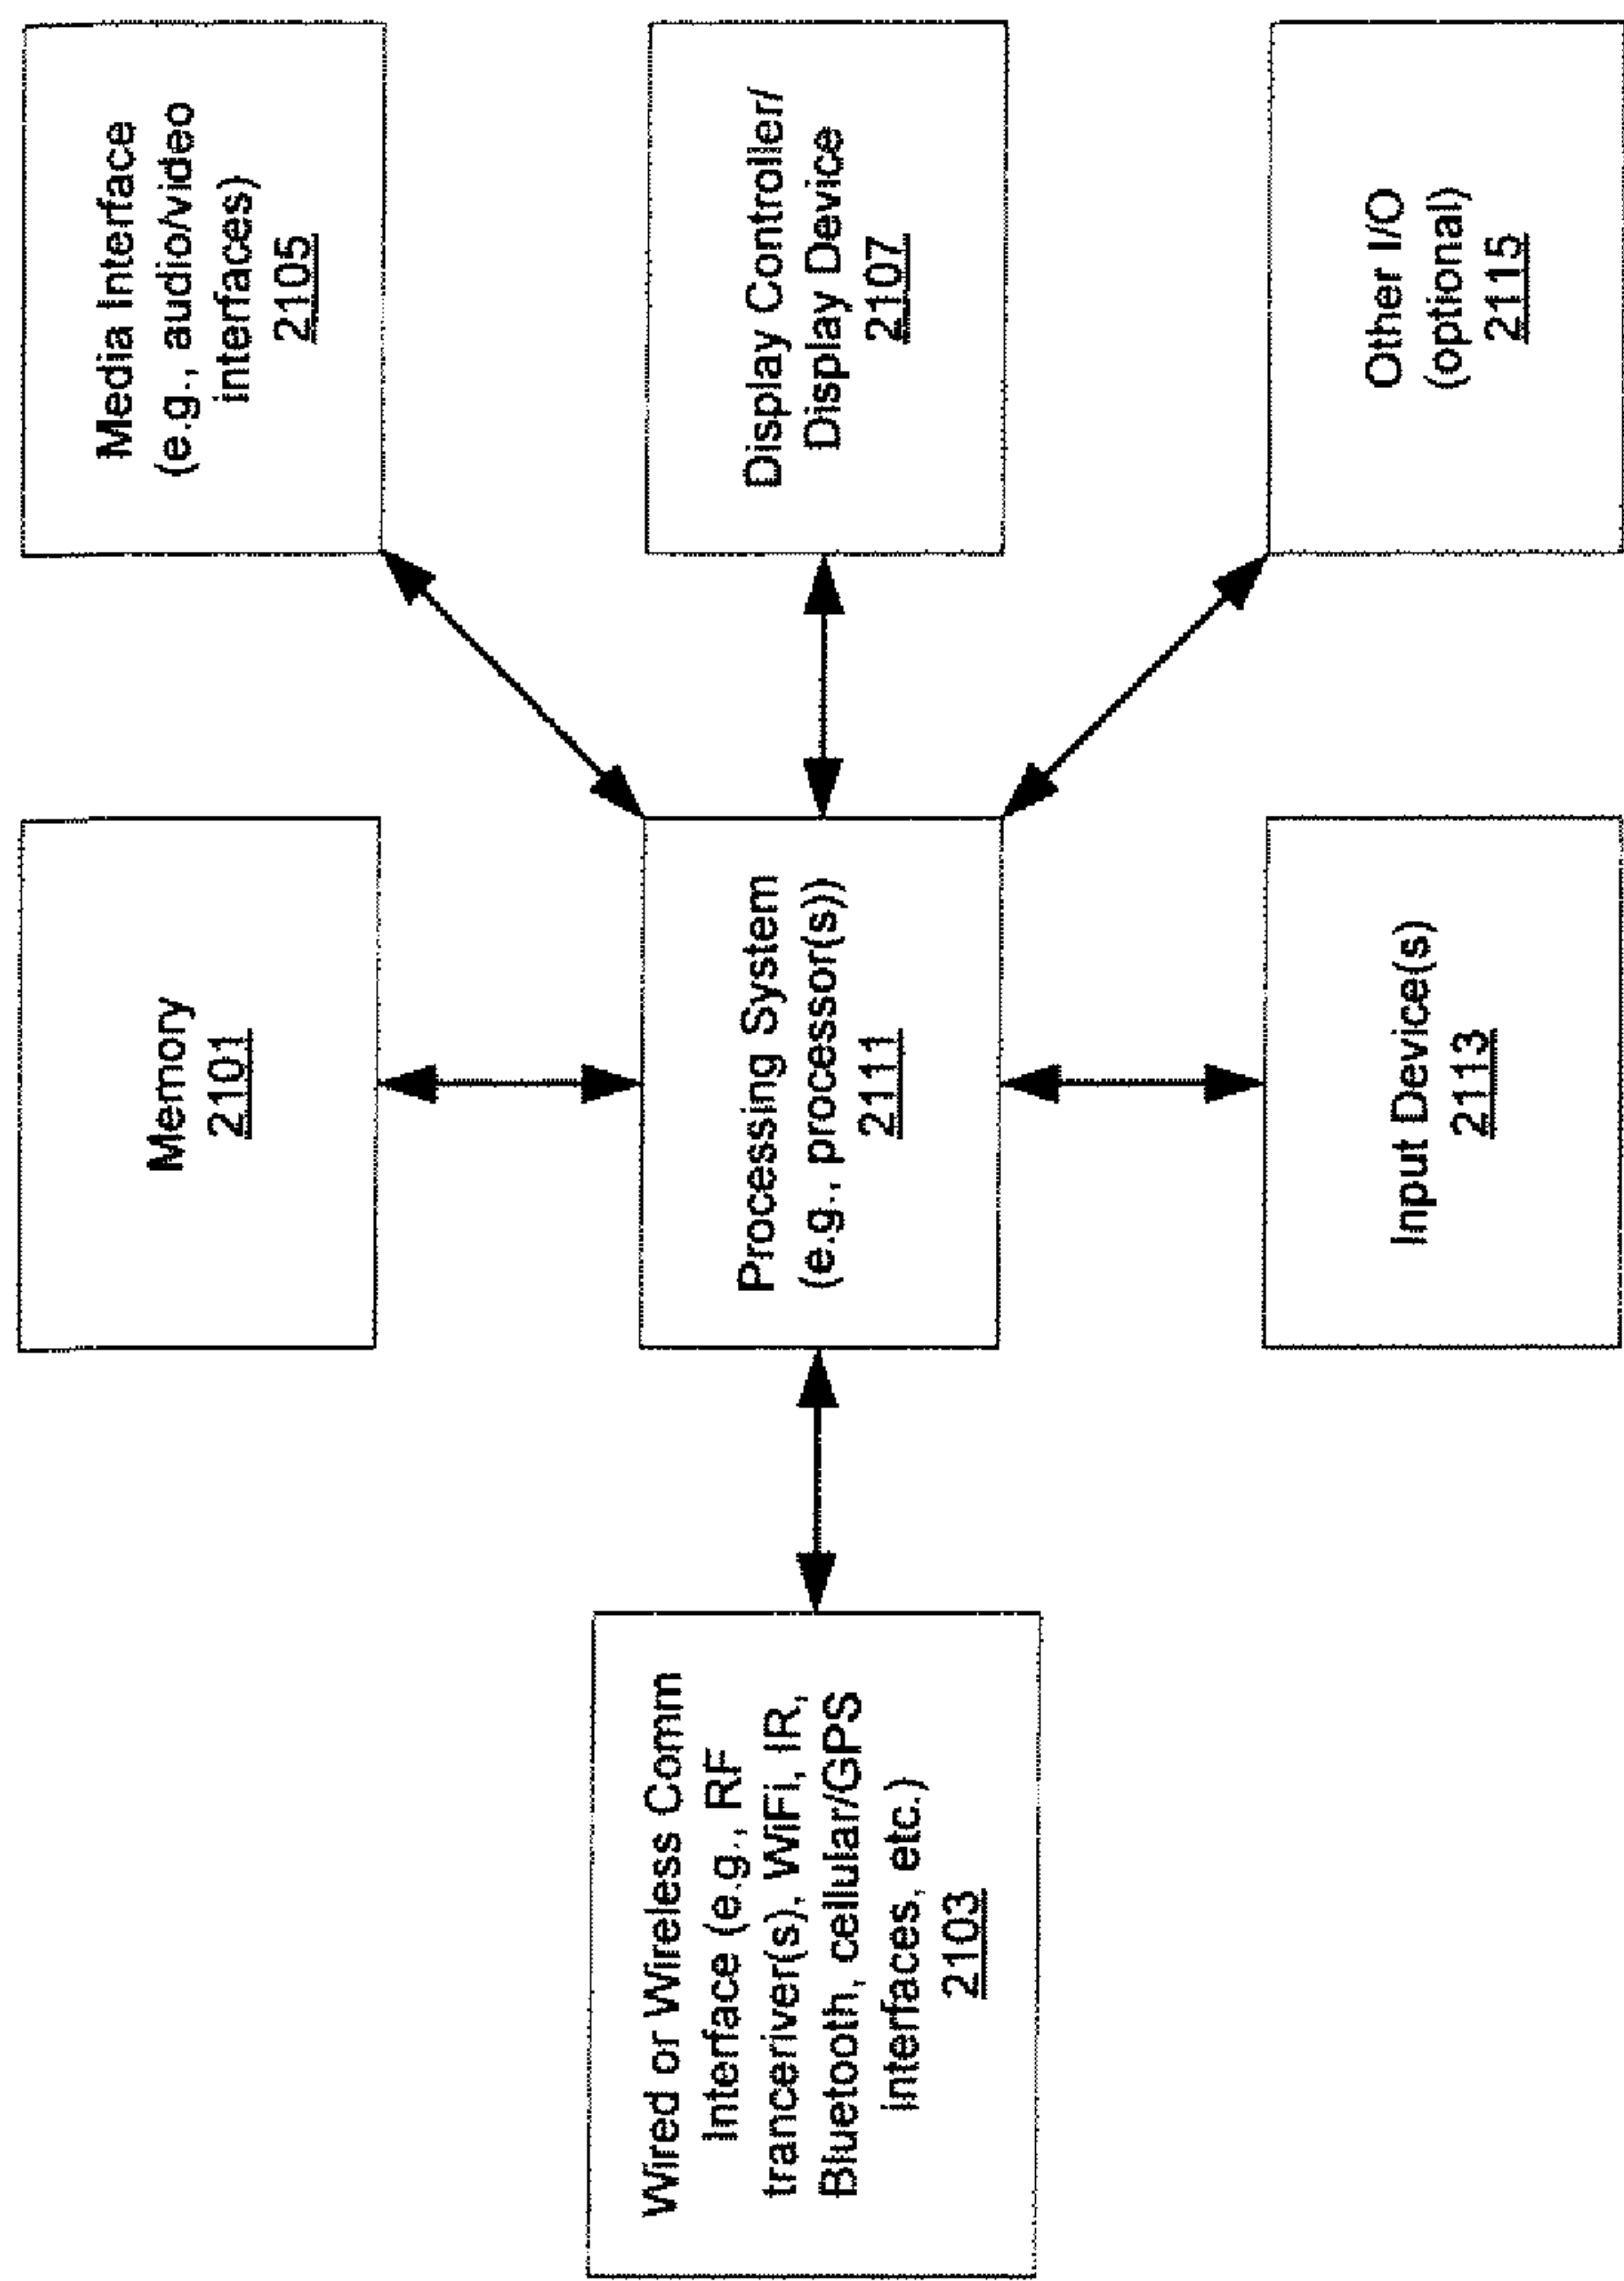 Memory
2101
Media Interface
(e.g., audio/video
interfaces)
2105
Wired or Wireless Comm
Interface (e.g., RF
tranceriver(s), WiFi, IR,
Bluetooth, cellular/GPS
interfaces, etc.)
2103
Processing System
(e.g., processor(s))
2111
Display Controller/
Display Device
2107
Input Device(s)
2113
Other I/O
(optional)
2115